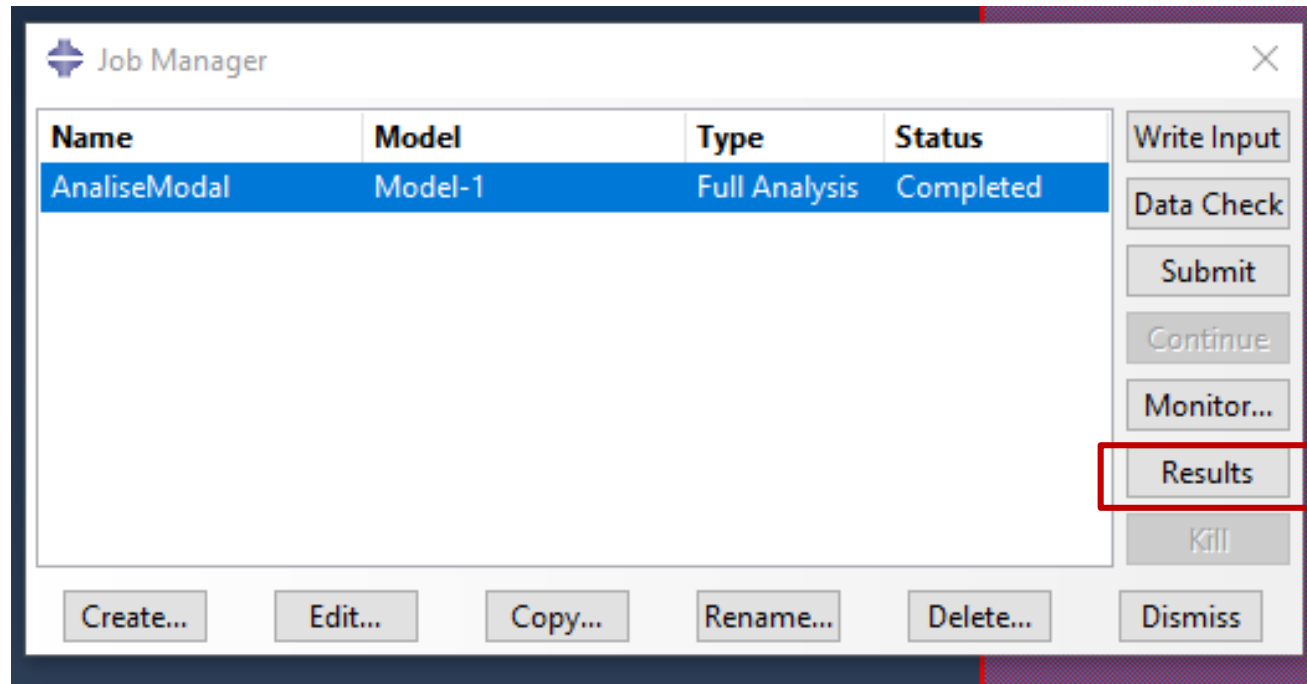 Job Manager
Name Model Type Status
AnaliseModal Model-1 Full Analysis Completed
Write Input
Data Check
Submit
Continue
Monitor...
Results
Kill
Create... Edit... Copy... Rename... Delete... Dismiss